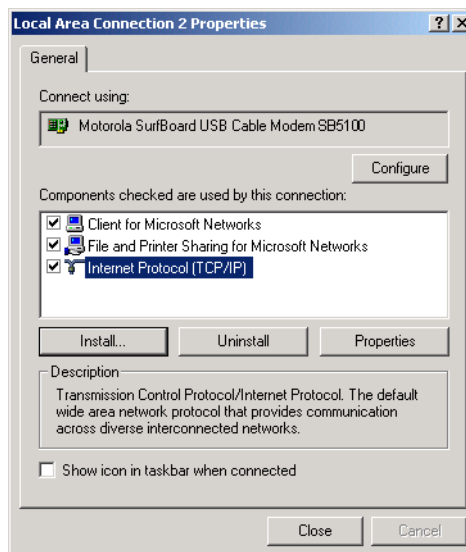 Local Area Connection 2 Properties
General
Connect using:
Motorola SurfBoard USB Cable Modem SB5100
Configure
Components checked are used by this connection:
Client for Microsoft Networks
File and Printer Sharing for Microsoft Networks
Internet Protocol (TCP/IP)
Install... Uninstall Properties
Description
Transmission Control Protocol/Internet Protocol. The default
wide area network protocol that provides communication
across diverse interconnected networks.
Show icon in taskbar when connected
Close Cancel